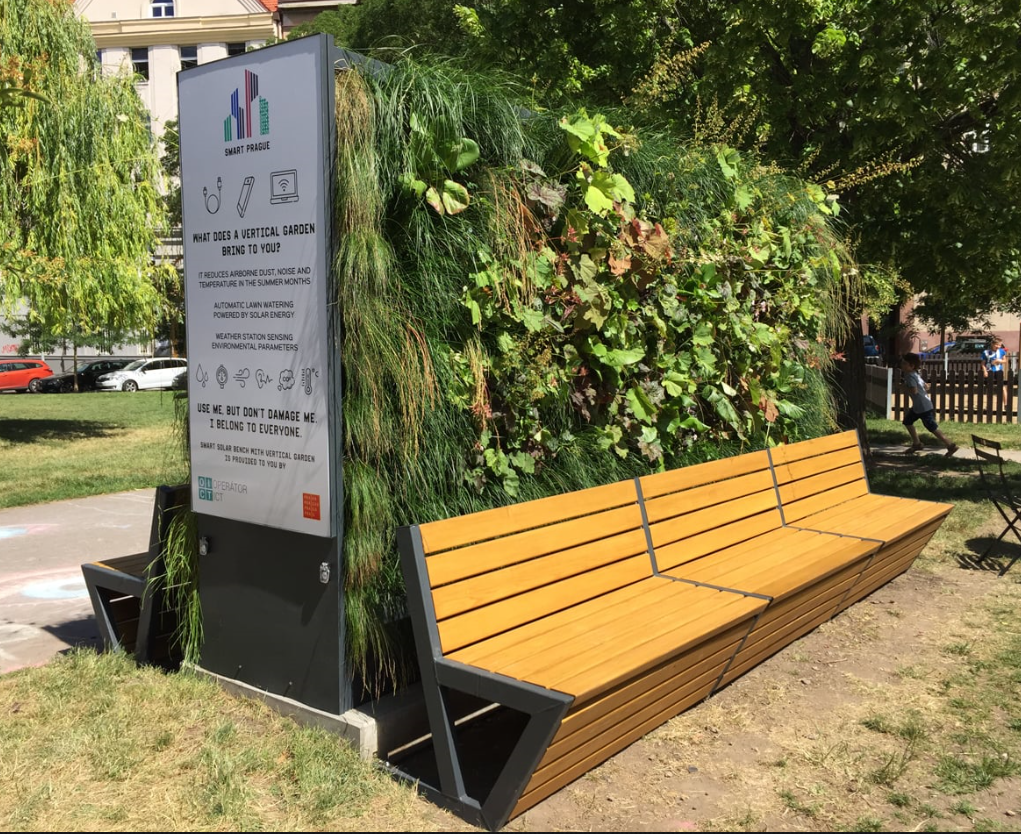 SMART PRAGUE
WHAT DOES A VERTICAL GARDEN
BRING TO YOU?
IT REDUCES AIRBORNE DUST, NOISE AND
TEMPERATURE IN THE SUMMER MONTHS
AUTOMATIC LAWN WATERING
POWERED BY SOLAR ENERGY
WEATHER STATION SENSING
ENVIRONMENTAL PARAMETERS
°C
USE ME, BUT DON'T DAMAGE ME.
I BELONG TO EVERYONE.
SMART SOLAR BENCH WITH VERTICAL GARDEN
IS PROVIDED TO YOU BY
OPERATOR
ICT